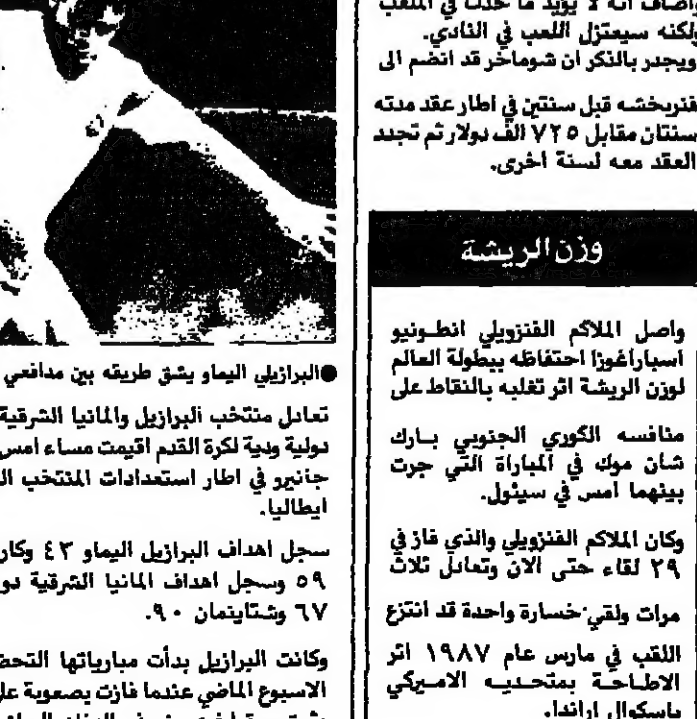 واضاف انه لا يؤيد ما حدث في الملعب
ولكنه سيعتزل اللعب في النادي.
ويجدر بالذكر ان شوماخر قد انضم الى
فنربخشه قبل سنتين في اطار عقد مدته
سنتان مقابل ٧٢٥ الف دولار ثم تجدد
العقد معه لسنة اخرى.
وزن الريشة
واصل الملاكم الفنزويلي انطونيو
اسباراغوزا احتفاظه ببطولة العالم
لوزن الريشة اثر تغلبه بالنقاط على
منافسه الكوري الجنوبي بارك
شان موك في المباراة التي جرت
بينهما امس في سيئول.
وكان الملاكم الفنزويلي والذي فاز في
٢٩ لقاء حتى الان وتعادل ثلاث
مرات ولقي خسارة واحدة قد انتزع
اللقب في مارس عام ١٩٨٧ اثر
الاطاحة بمتحديه الاميركي
باسكوال اراندا.
●البرازيلي اليماو يشق طريقه بين مدافعي
تعادل منتخب البرازيل والمانيا الشرقية
دولية ودية لكرة القدم اقيمت مساء امس
جانيرو في اطار استعدادات المنتخب
ايطاليا.
سجل اهداف البرازيل اليماو ٤٣ وكار
٥٩ وسجل اهداف المانيا الشرقية دو
٦٧ وشتاينمان ٩٠.
وكانت البرازيل بدأت مبارياتها
الاسبوع الماضي عندما فازت بصعوبة